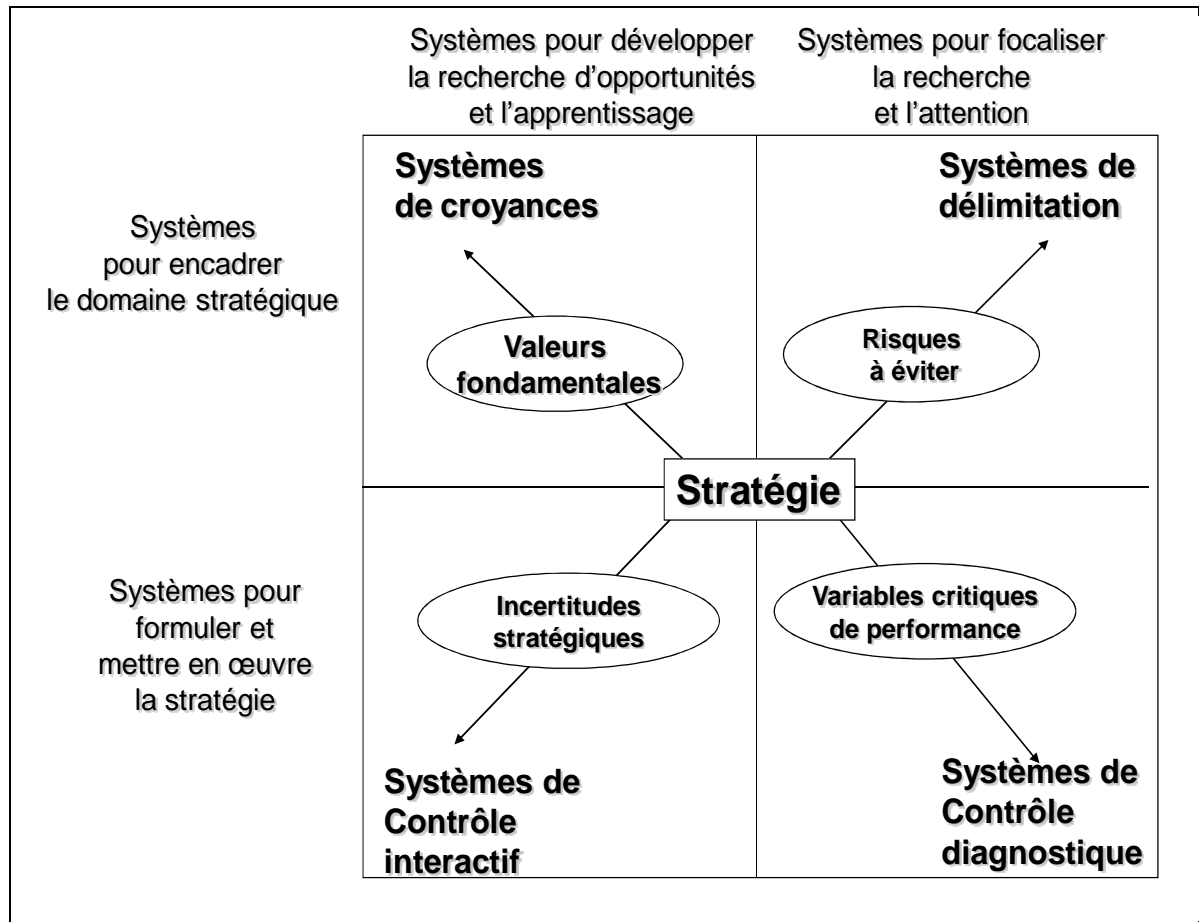 Systèmes pour développer
la recherche d'opportunités
et l'apprentissage
Systèmes pour focaliser
la recherche
et l'attention
Systèmes
pour encadrer
le domaine stratégique
Systèmes
de croyances
Systèmes de
délimitation
Valeurs
fondamentales
Risques
à éviter
Stratégie
Systèmes pour
formuler et
mettre en œuvre
la stratégie
Incertitudes
stratégiques
Variables critiques
de performance
Systèmes de
Contrôle
interactif
Systèmes de
Contrôle
diagnostique